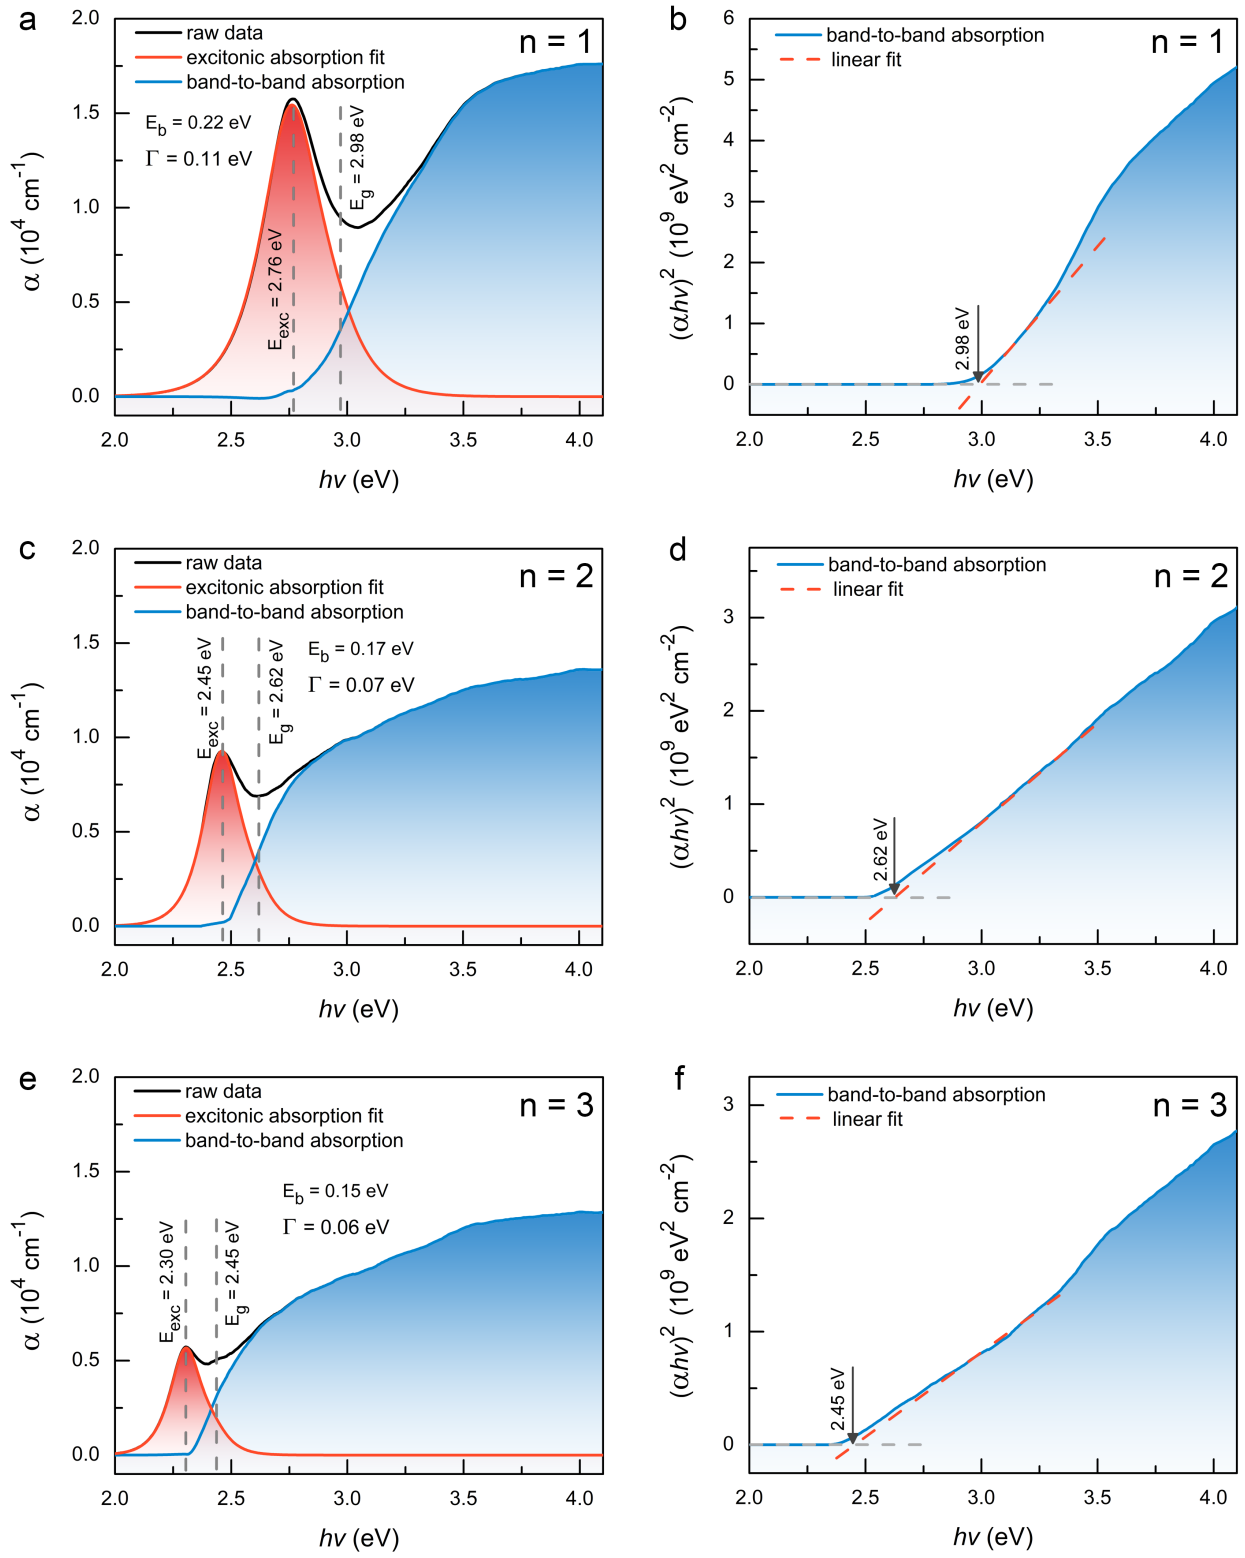 a
raw data
excitonic absorption fit
band-to-band absorption
n = 1
E_b = 0.22 eV
Γ = 0.11 eV
E_exc = 2.76 eV
E_g = 2.98 eV
2.0
1.5
1.0
0.5
0.0
α (10^4 cm^-1)
2.0 2.5 3.0 3.5 4.0
hν (eV)
b
band-to-band absorption
linear fit
n = 1
2.98 eV
6
5
4
3
2
1
0
(αhν)^2 (10^9 eV^2 cm^-2)
2.0 2.5 3.0 3.5 4.0
hν (eV)
c
raw data
excitonic absorption fit
band-to-band absorption
n = 2
E_exc = 2.45 eV
E_g = 2.62 eV
E_b = 0.17 eV
Γ = 0.07 eV
2.0
1.5
1.0
0.5
0.0
α (10^4 cm^-1)
2.0 2.5 3.0 3.5 4.0
hν (eV)
d
band-to-band absorption
linear fit
n = 2
2.62 eV
3
2
1
0
(αhν)^2 (10^9 eV^2 cm^-2)
2.0 2.5 3.0 3.5 4.0
hν (eV)
e
raw data
excitonic absorption fit
band-to-band absorption
n = 3
E_b = 0.15 eV
Γ = 0.06 eV
E_exc = 2.30 eV
E_g = 2.45 eV
2.0
1.5
1.0
0.5
0.0
α (10^4 cm^-1)
2.0 2.5 3.0 3.5 4.0
hν (eV)
f
band-to-band absorption
linear fit
n = 3
2.45 eV
3
2
1
0
(αhν)^2 (10^9 eV^2 cm^-2)
2.0 2.5 3.0 3.5 4.0
hν (eV)